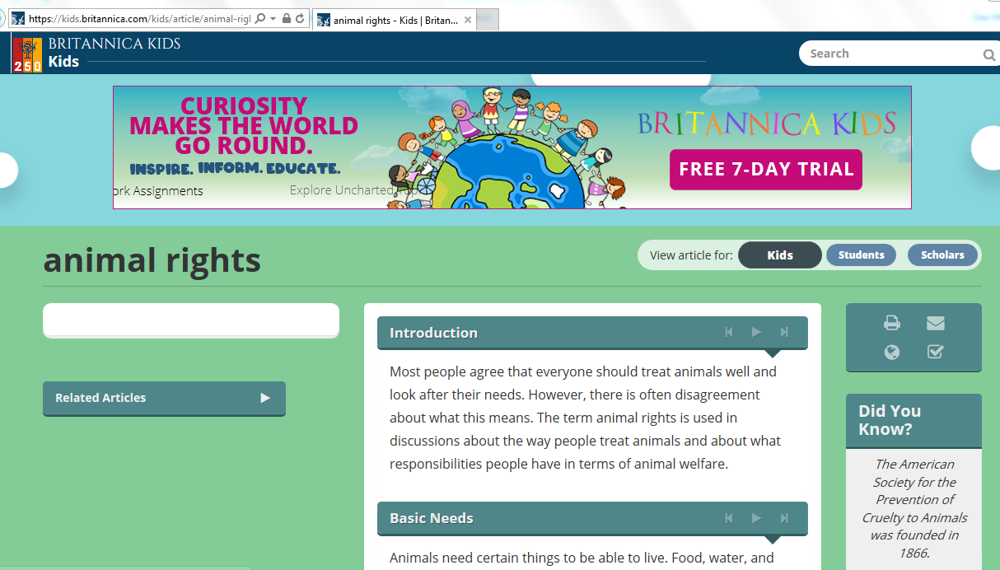 https://kids.britannica.com/kids/article/animal-rigl
animal rights - Kids | Britan...
BRITANNICA KIDS
Kids
250
Search
CURIOSITY
MAKES THE WORLD
GO ROUND.
INSPIRE. INFORM. EDUCATE.
ork Assignments
Explore Uncharted
BRITANNICA KIDS
FREE 7-DAY TRIAL
animal rights
View article for: Kids Students Scholars
Related Articles
Introduction
Most people agree that everyone should treat animals well and
look after their needs. However, there is often disagreement
about what this means. The term animal rights is used in
discussions about the way people treat animals and about what
responsibilities people have in terms of animal welfare.
Basic Needs
Animals need certain things to be able to live. Food, water, and
Did You
Know?
The American
Society for the
Prevention of
Cruelty to Animals
was founded in
1866.